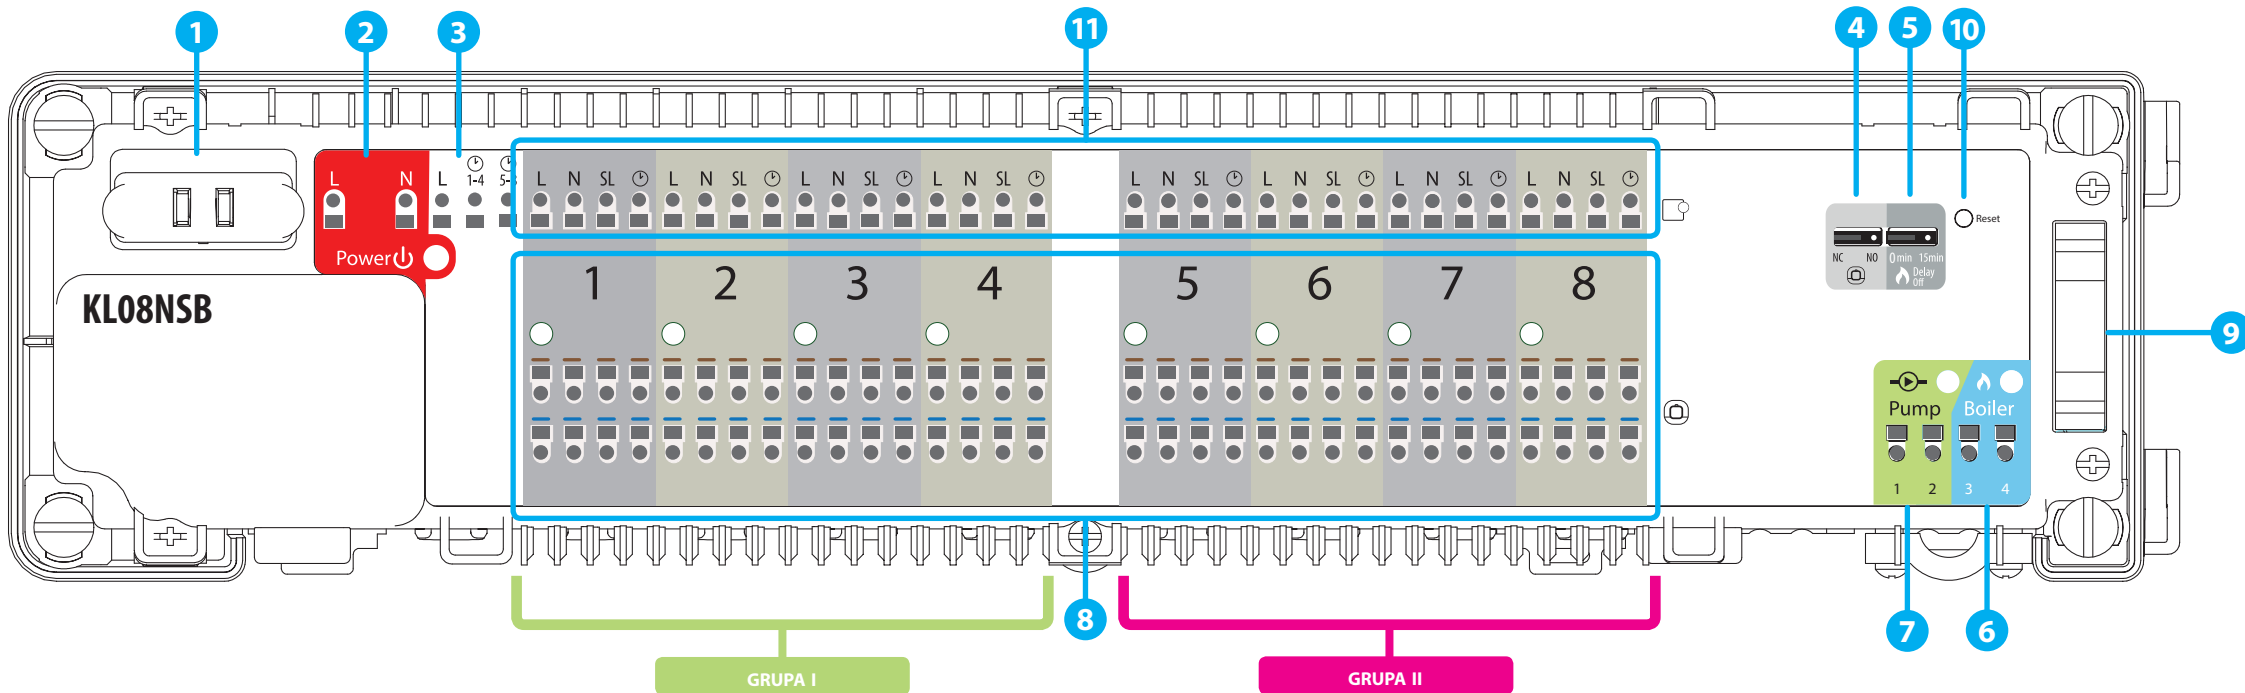 1 2 3 11 4 5 10
L N L 1-4 5-8 L N SL L N SL L N SL L N SL L N SL L N SL L N SL L N SL
Reset
Power
NC NO 0 min 15min
Delay
Off
KL08NSB
1 2 3 4 5 6 7 8
9
Pump Boiler
1 2 3 4
8 7 6
GRUPA I GRUPA II